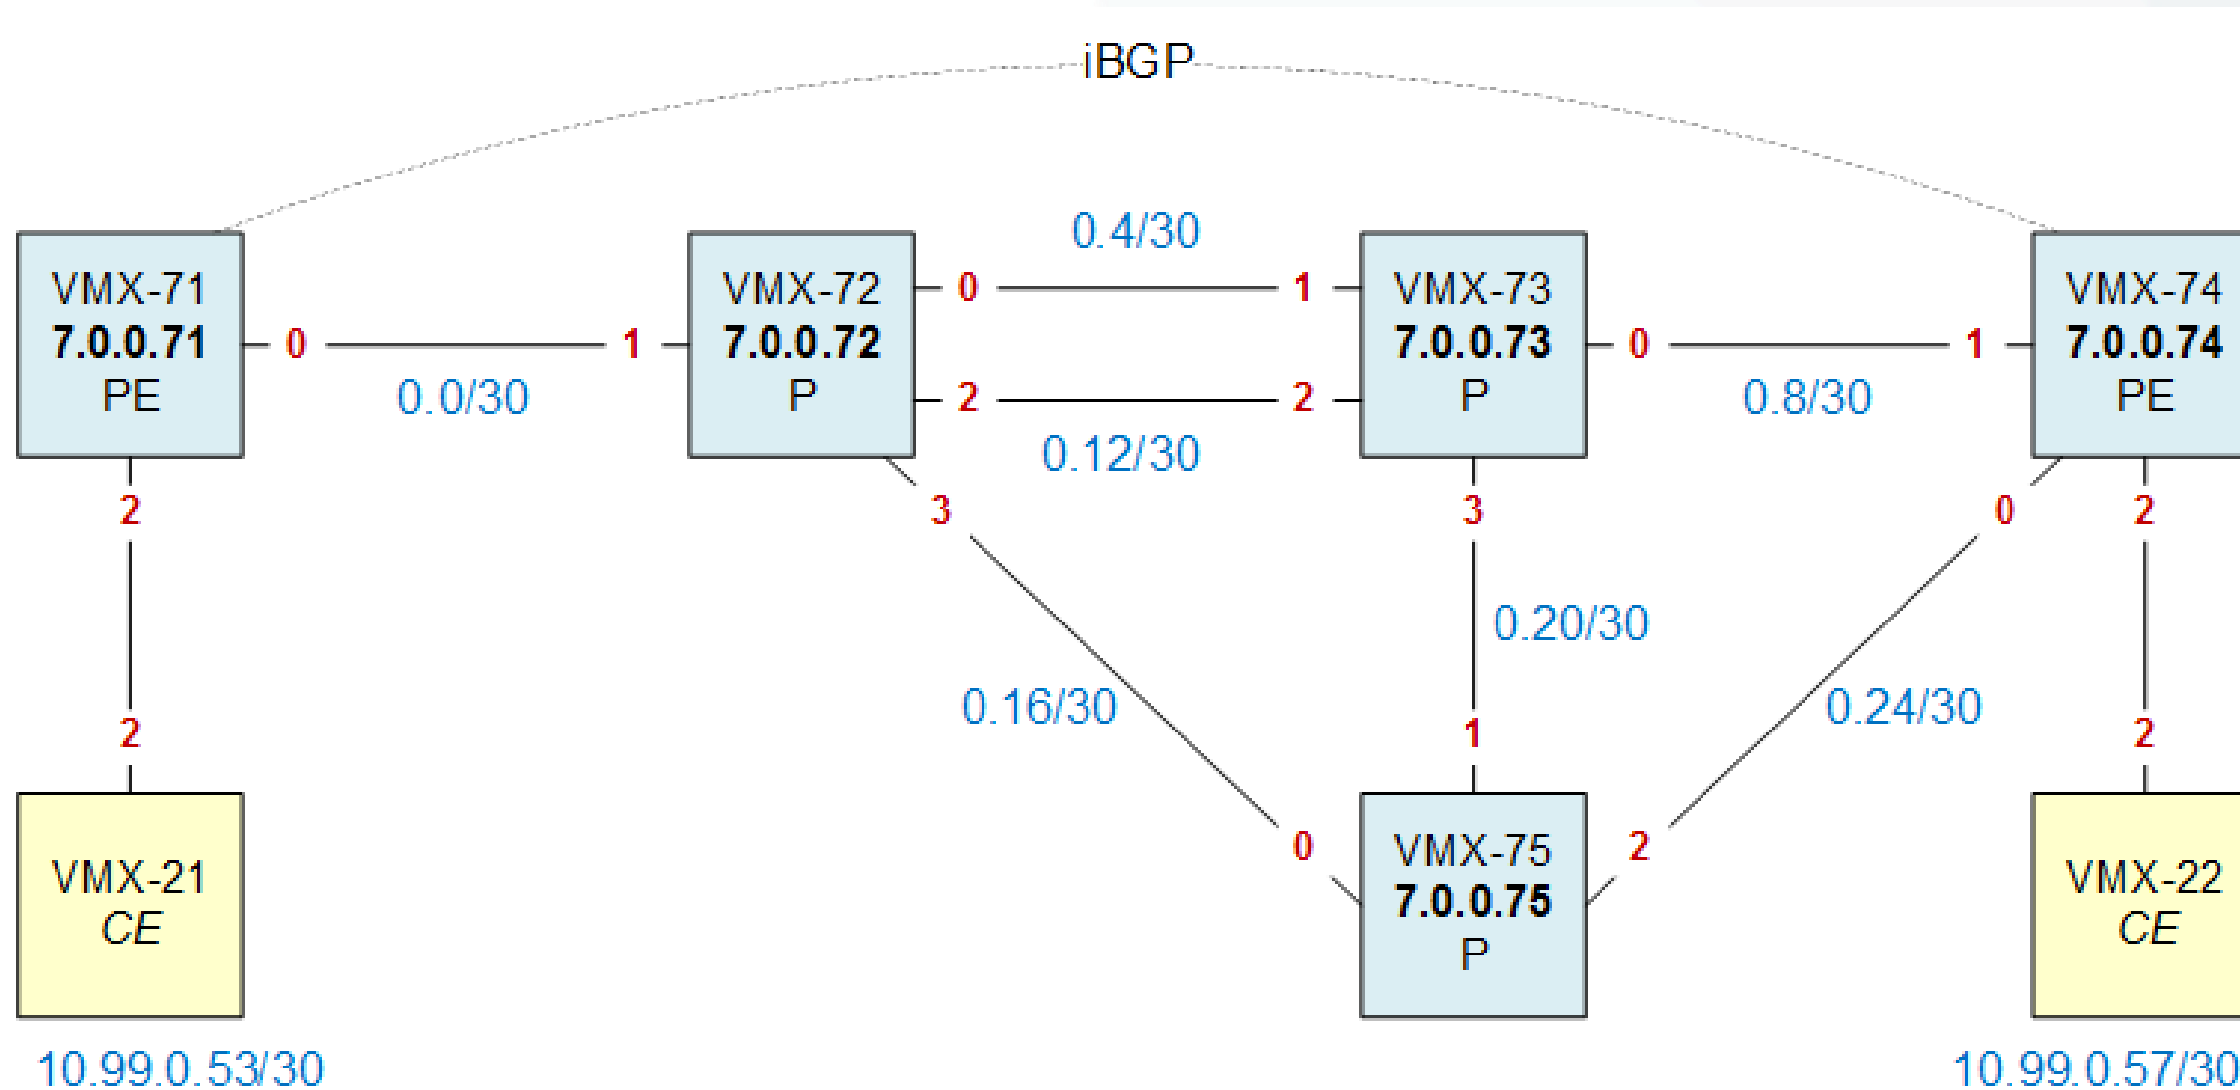 iBGP
VMX-71
7.0.0.71
PE
0
0.0/30
1
VMX-72
7.0.0.72
P
0
0.4/30
1
2
0.12/30
2
VMX-73
7.0.0.73
P
0
0.8/30
1
VMX-74
7.0.0.74
PE
2
3
3
0
2
0.20/30
0.16/30
0.24/30
2
1
2
0
2
VMX-21
CE
VMX-75
7.0.0.75
P
VMX-22
CE
10.99.0.53/30
10.99.0.57/30